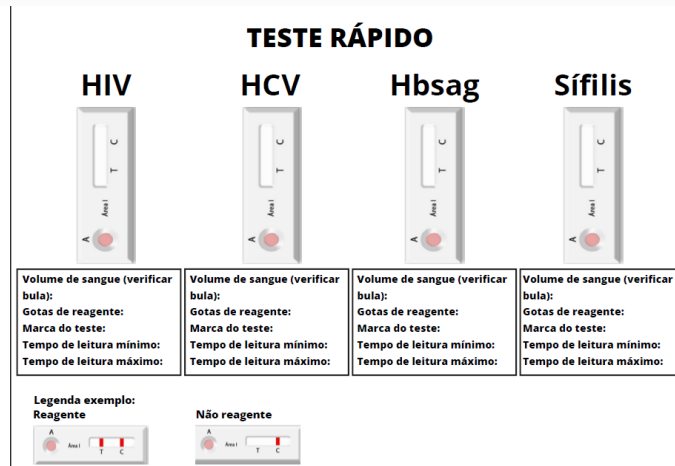 TESTE RÁPIDO
HIV
HCV
Hbsag
Sífilis
C
T
Área I
A
C
T
Área I
A
C
T
Área I
A
C
T
Área I
A
Volume de sangue (verificar
bula):
Gotas de reagente:
Marca do teste:
Tempo de leitura mínimo:
Tempo de leitura máximo:
Volume de sangue (verificar
bula):
Gotas de reagente:
Marca do teste:
Tempo de leitura mínimo:
Tempo de leitura máximo:
Volume de sangue (verificar
bula):
Gotas de reagente:
Marca do teste:
Tempo de leitura mínimo:
Tempo de leitura máximo:
Volume de sangue (verificar
bula):
Gotas de reagente:
Marca do teste:
Tempo de leitura mínimo:
Tempo de leitura máximo:
Legenda exemplo:
Reagente
A
Área I
T C
Não reagente
A
Área I
T C